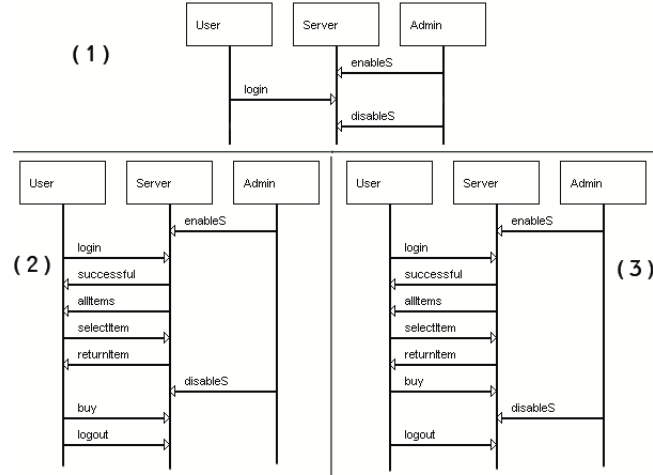 User Server Admin
(1)
enableS
login
disableS
User Server Admin
enableS
login
(2)
successful
allItems
selectItem
returnItem
disableS
buy
logout
User Server Admin
enableS
login
(3)
successful
allItems
selectItem
returnItem
buy
disableS
logout